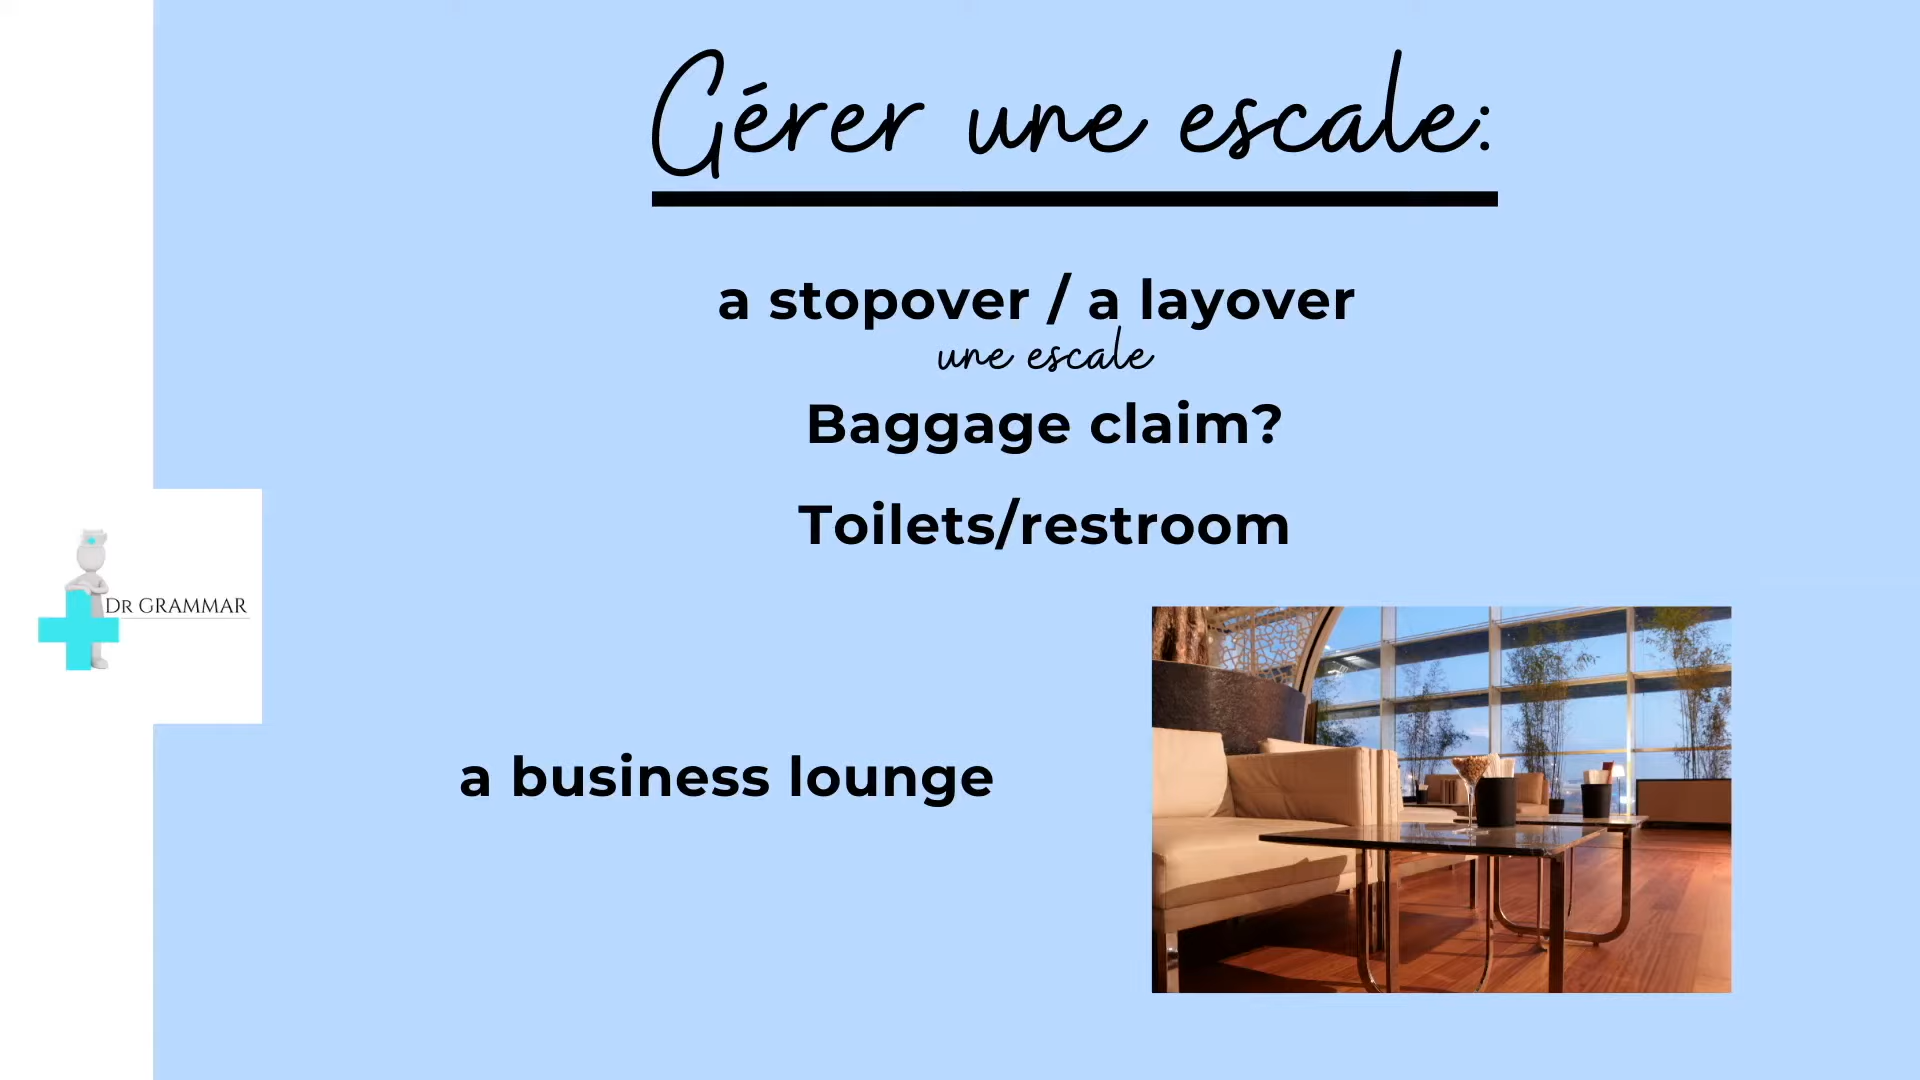 Gérer une escale:
a stopover / a layover
une escale
Baggage claim?
Toilets/restroom
DR GRAMMAR
a business lounge